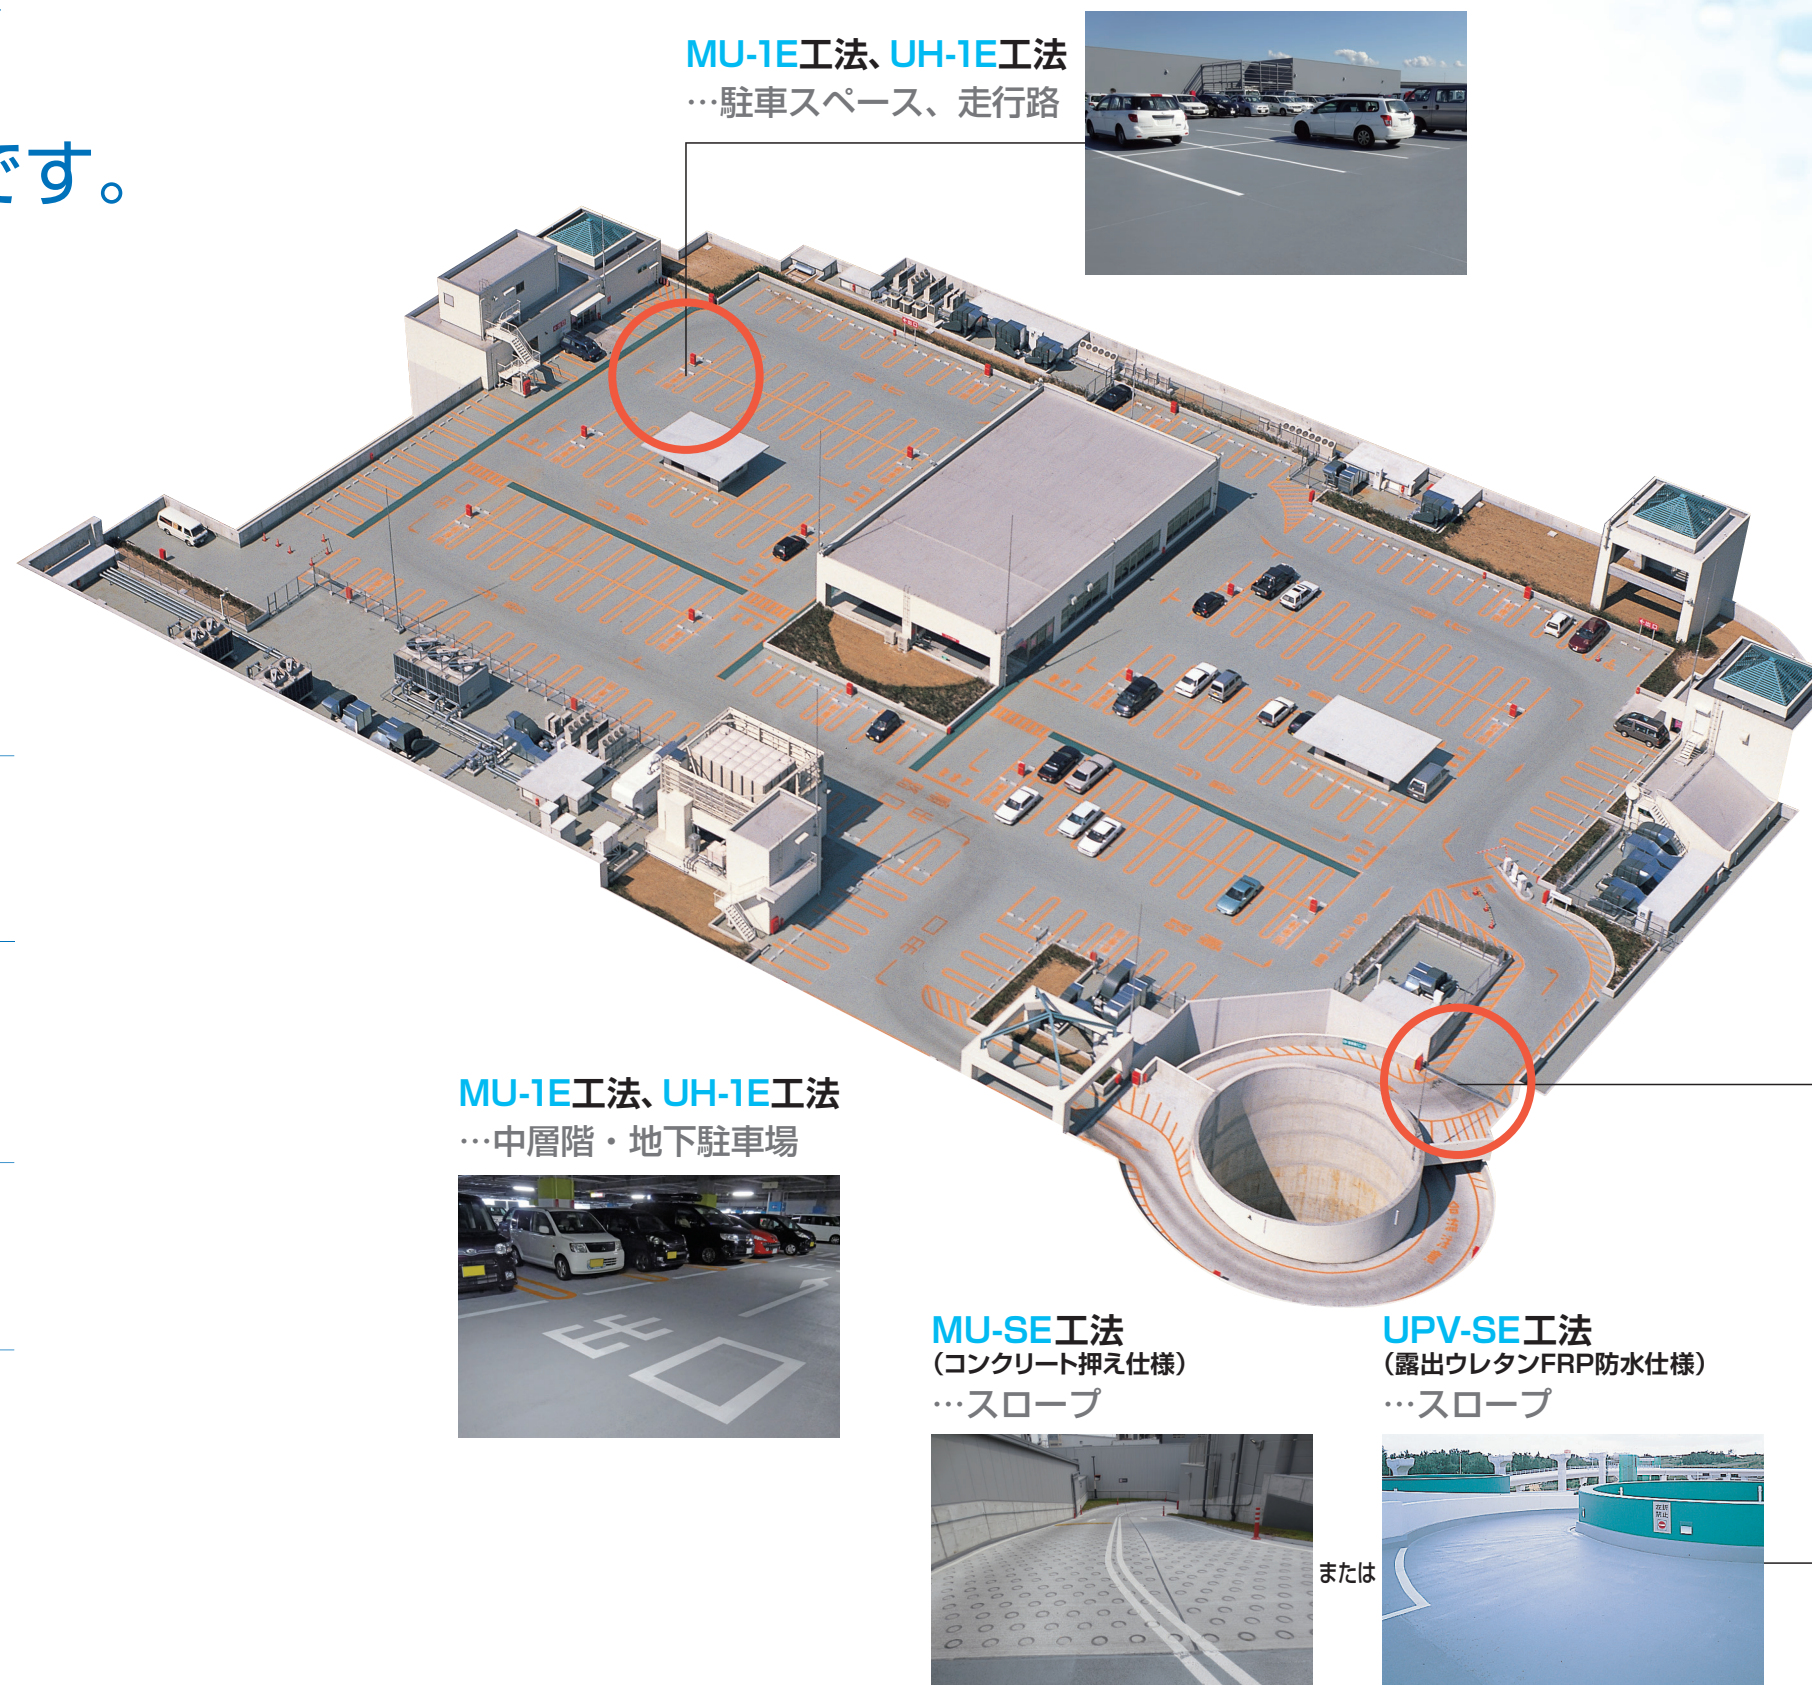 です。
MU-1E工法、UH-1E工法
…駐車スペース、走行路
MU-1E工法、UH-1E工法
…中層階・地下駐車場
出口
MU-SE工法
(コンクリート押え仕様)
…スロープ
または
UPV-SE工法
(露出ウレタンFRP防水仕様)
…スロープ